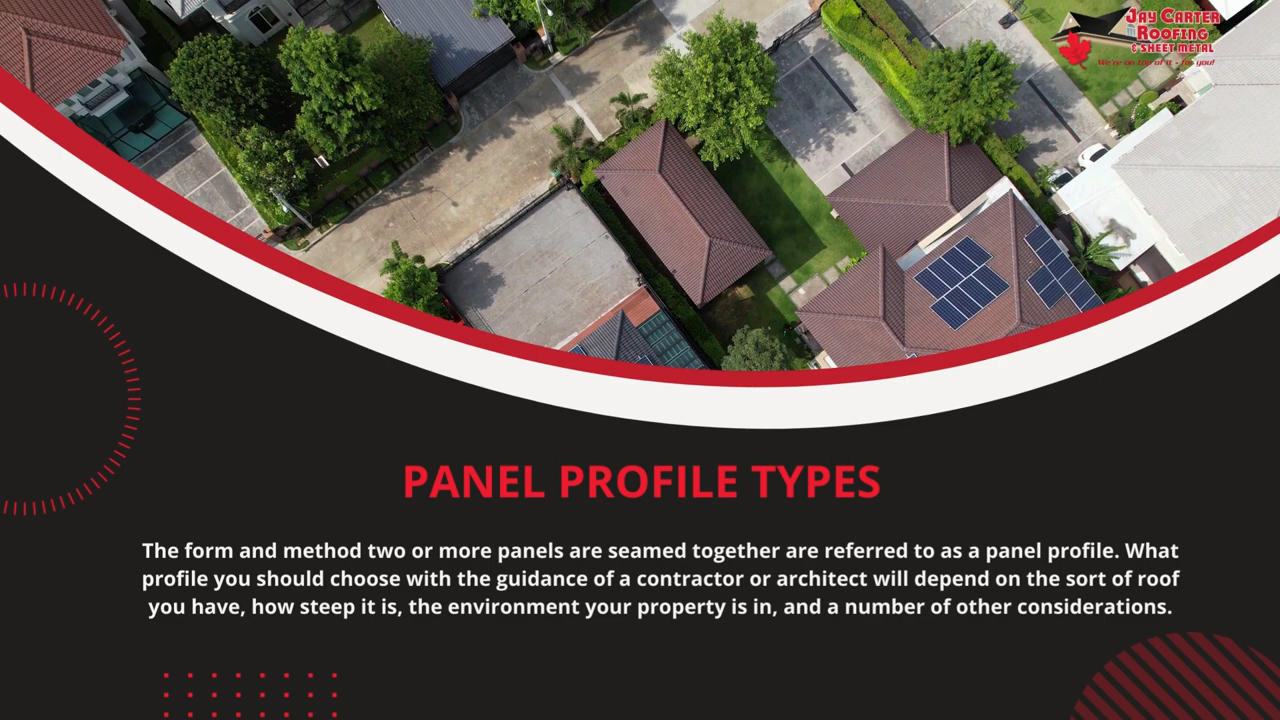 Jay Carter
Roofing
& Sheet Metal
We're on top of it - for you!
PANEL PROFILE TYPES
The form and method two or more panels are seamed together are referred to as a panel profile. What
profile you should choose with the guidance of a contractor or architect will depend on the sort of roof
you have, how steep it is, the environment your property is in, and a number of other considerations.